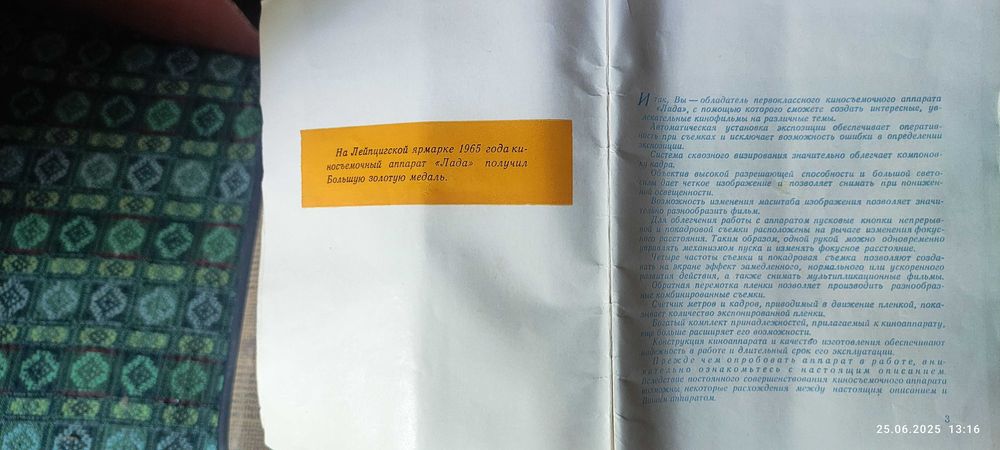 На Лейпцигской ярмарке 1965 года ки-
носъемочный аппарат «Лада» получил
Большую золотую медаль.
Итак, Вы — обладатель первоклассного киносъемочного аппарата
«Лада», с помощью которого сможете создать интересные, ув-
лекательные кинофильмы на различные темы.
Автоматическая установка экспозиции обеспечивает оператив-
ность при съемках и исключает возможность ошибки в определении
экспозиции.
Система сквозного визирования значительно облегчает компонов-
ку кадра.
Объектив высокой разрешающей способности и большой свето-
силы дает четкое изображение и позволяет снимать при понижен-
ной освещенности.
Возможность изменения масштаба изображения позволяет значи-
тельно разнообразить фильм.
Для облегчения работы с аппаратом пусковые кнопки непрерыв-
ной и покадровой съемки расположены на рычаге изменения фокус-
ного расстояния. Таким образом, одной рукой можно одновременно
управлять механизмом пуска и изменять фокусное расстояние.
Четыре частоты съемки и покадровая съемка позволяют созда-
вать на экране эффект замедленного, нормального или ускоренного
развития действия, а также снимать мультипликационные фильмы.
Обратная перемотка пленки позволяет производить разнообраз-
ные комбинированные съемки.
Счетчик метров и кадров, приводимый в движение пленкой, пока-
зывает количество экспонированной пленки.
Богатый комплект принадлежностей, прилагаемый к киноаппарату,
еще больше расширяет его возможности.
Конструкция киноаппарата и качество изготовления обеспечивают
надежность в работе и длительный срок его эксплуатации.
Прежде чем опробовать аппарат в работе, вни-
мательно ознакомьтесь с настоящим описанием.
Вследствие постоянного совершенствования киносъемочного аппарата
возможны некоторые расхождения между настоящим описанием и
Вашим аппаратом.
3
25.06.2025 13:16